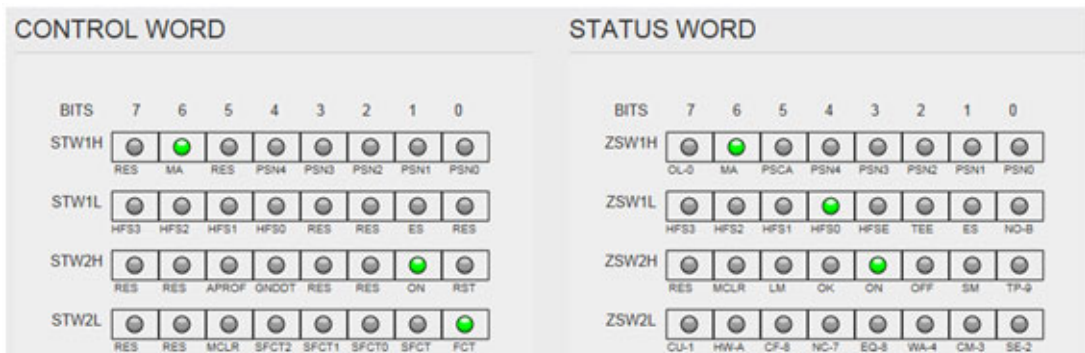 CONTROL WORD STATUS WORD
BITS 7 6 5 4 3 2 1 0 BITS 7 6 5 4 3 2 1 0
STW1H ZSW1H
RES MA RES PSN4 PSN3 PSN2 PSN1 PSN0 OL-0 MA PSCA PSN4 PSN3 PSN2 PSN1 PSN0
STW1L ZSW1L
HFS3 HFS2 HFS1 HFS0 RES RES ES RES HFS3 HFS2 HFS1 HFS0 HFSE TEE ES NO-B
STW2H ZSW2H
RES RES APROF GNDOT RES RES ON RST RES MCLR LM OK ON OFF SM TP-9
STW2L ZSW2L
RES RES MCLR SFCT2 SFCT1 SFCT0 SFCT FCT CU-1 HW-A CF-8 NC-7 EQ-8 WA-4 CM-3 SE-2